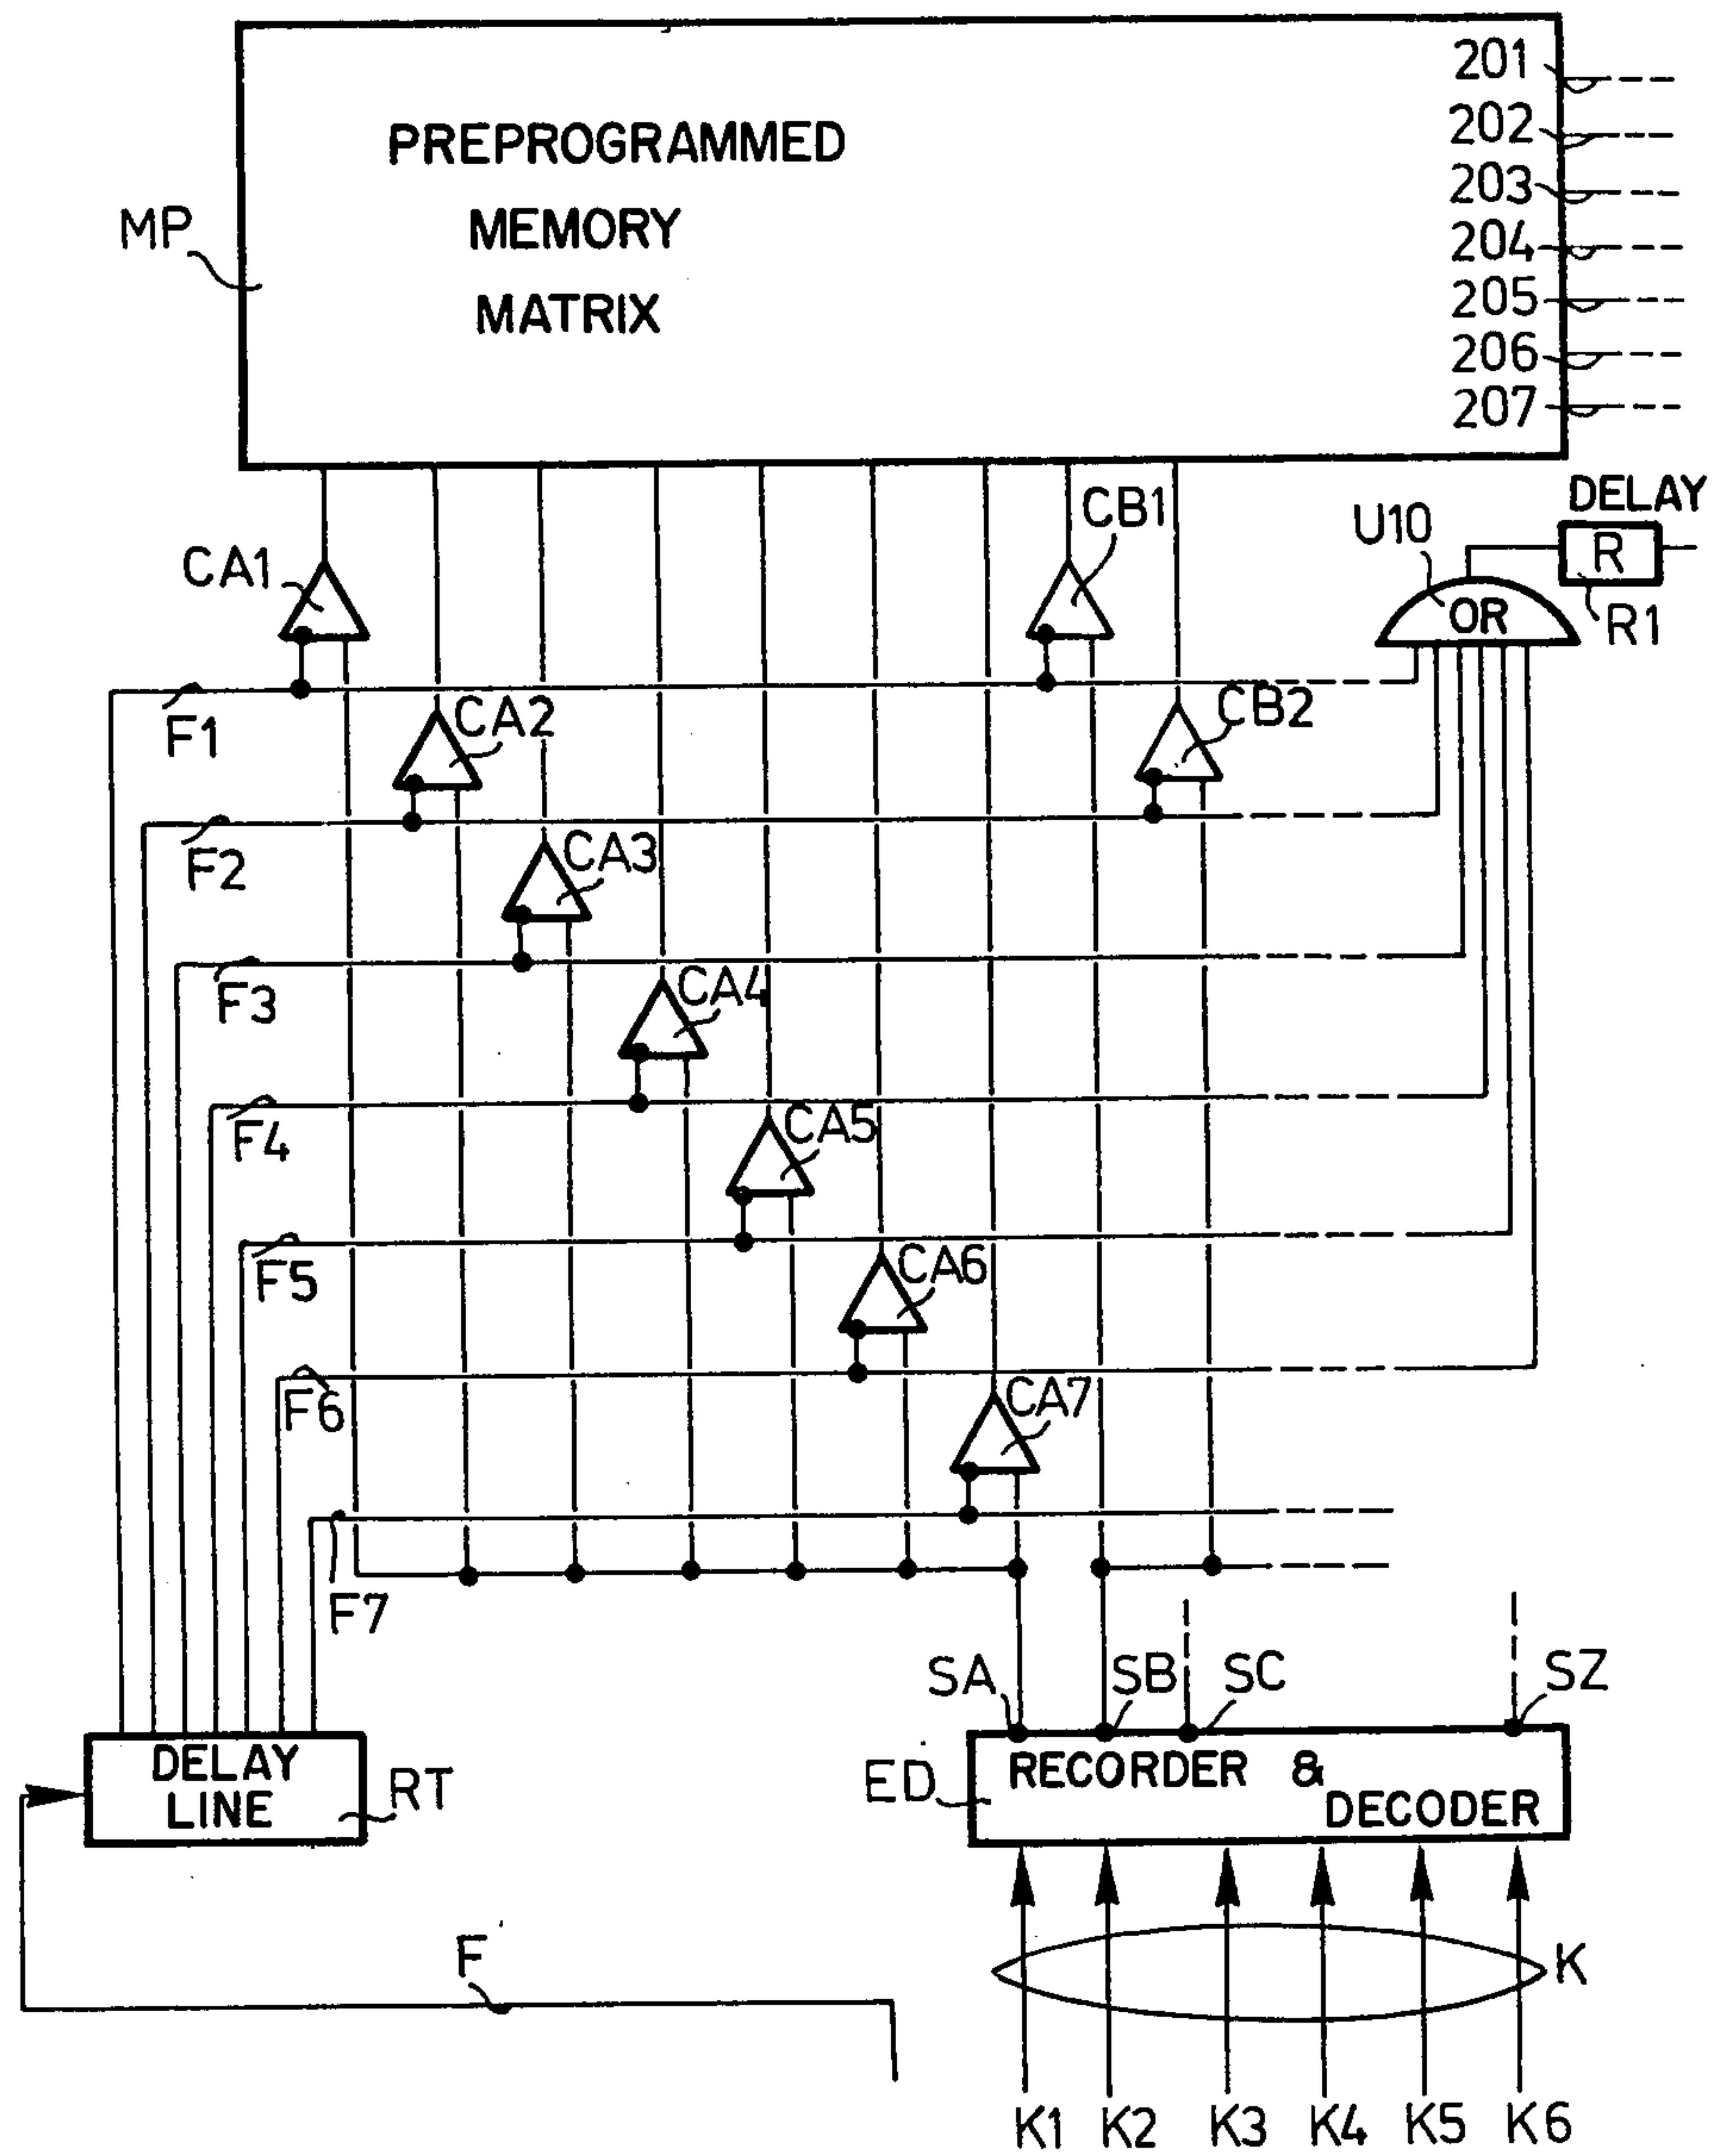 PREPROGRAMMED
MEMORY
MATRIX
MP
201
202
203
204
205
206
207
DELAY
R
R1
U10
OR
CA1
CB1
F1
CA2
CB2
F2
CA3
F3
CA4
F4
CA5
F5
CA6
F6
CA7
F7
SA
SB
SC
SZ
DELAY
LINE
RT
ED
RECORDER &
DECODER
F
K
K1 K2 K3 K4 K5 K6